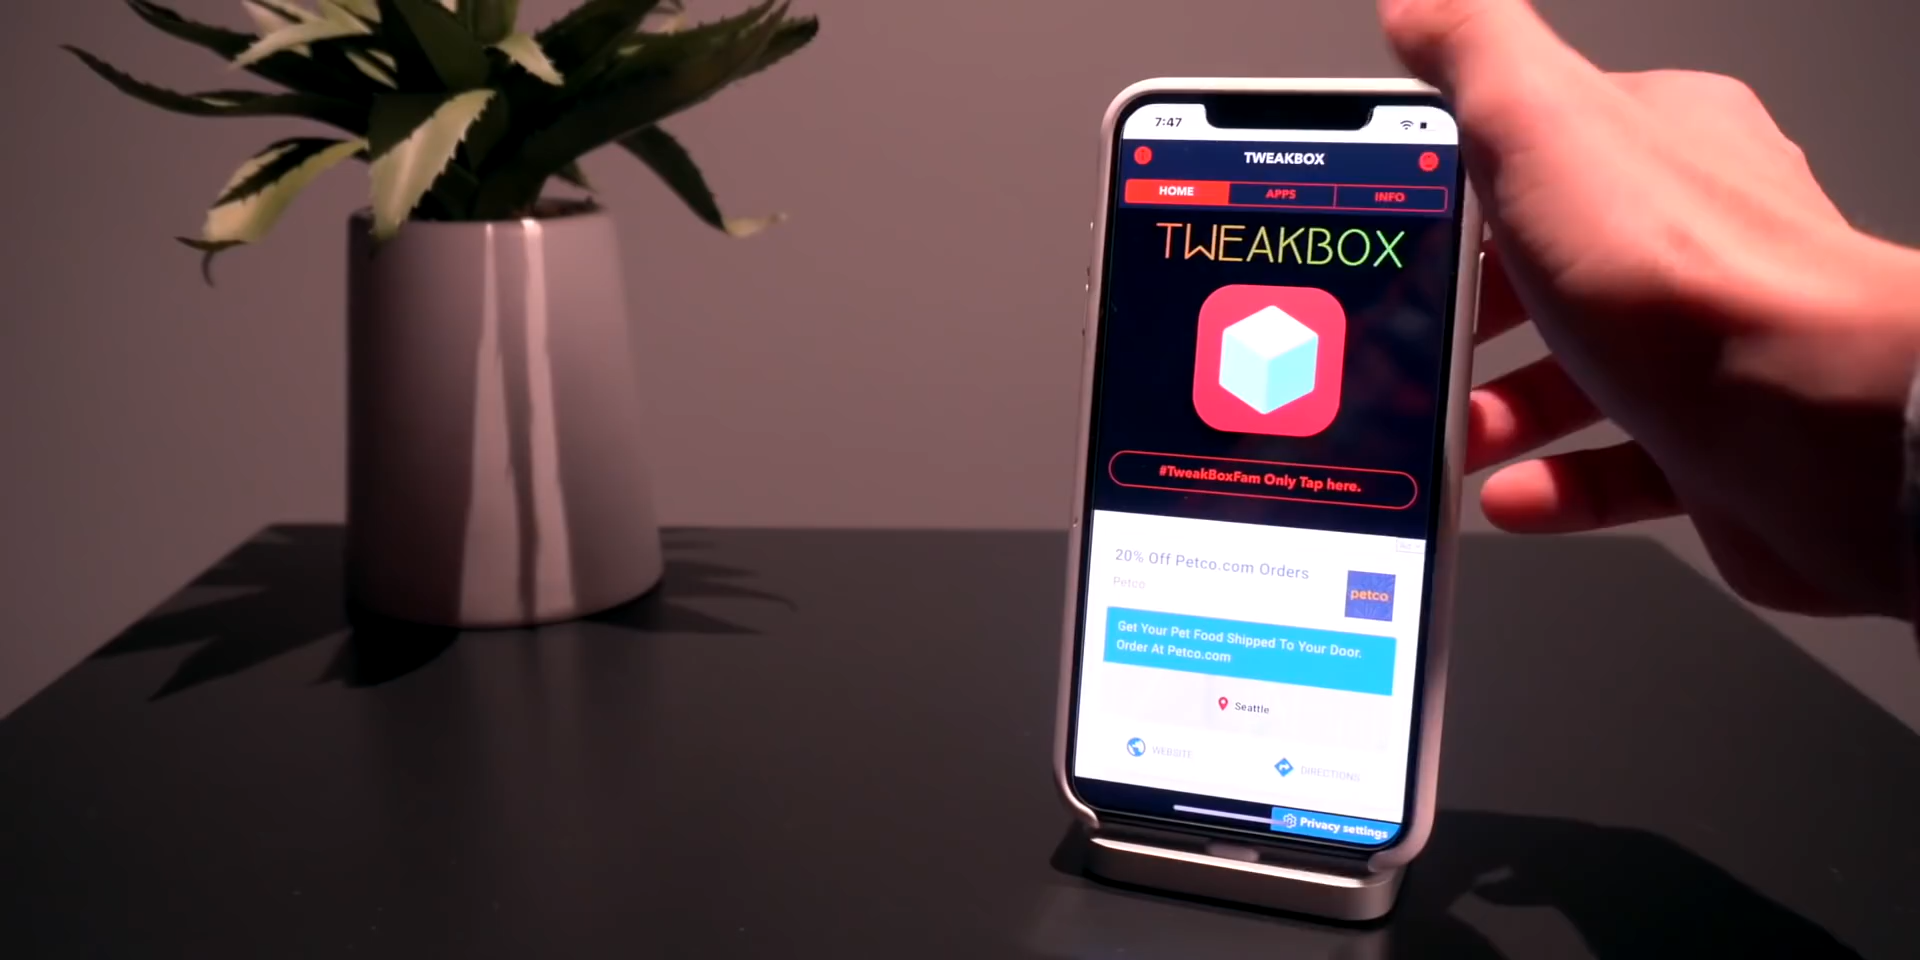 7:47
TWEAKBOX
HOME
APPS
INFO
TWEAKBOX
#TweakBoxFam Only Tap here.
20% Off Petco.com Orders
Petco
petco
Get Your Pet Food Shipped To Your Door.
Order At Petco.com
Seattle
WEBSITE
DIRECTIONS
Privacy settings